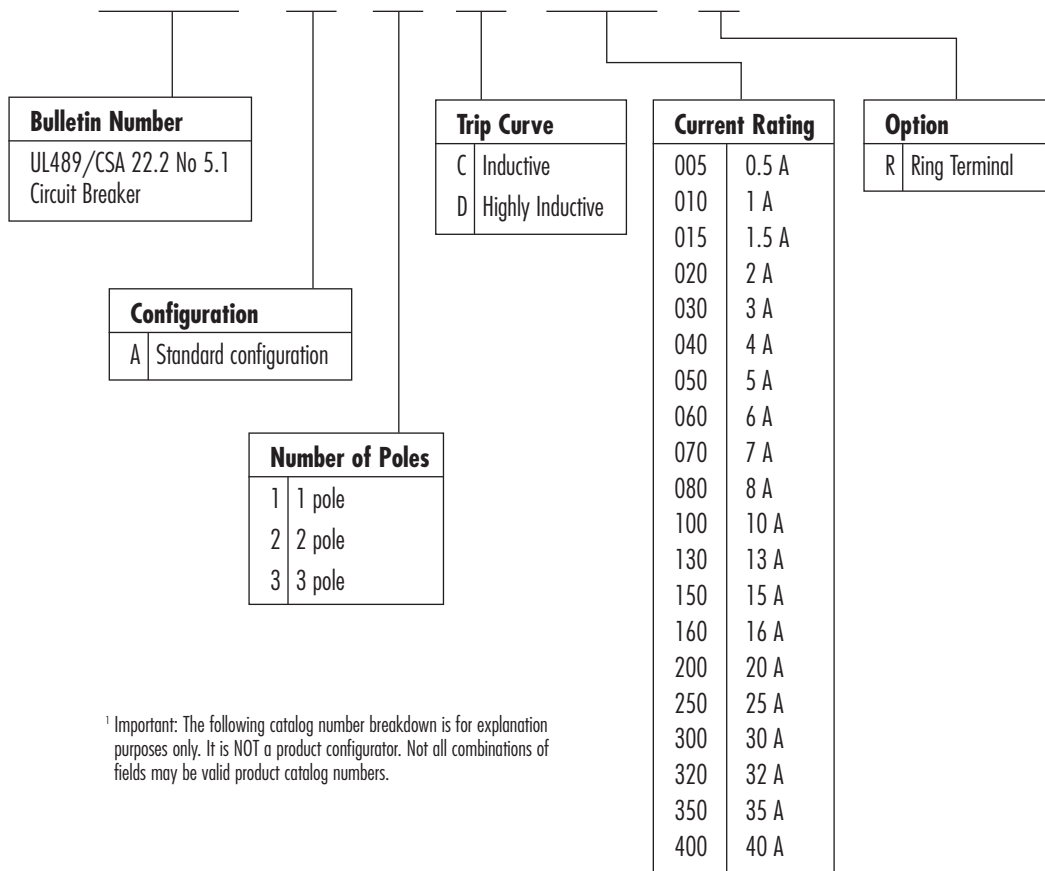 Bulletin Number
UL489/CSA 22.2 No 5.1
Circuit Breaker
Configuration
A Standard configuration
Number of Poles
1 1 pole
2 2 pole
3 3 pole
Trip Curve
C Inductive
D Highly Inductive
Current Rating
005 0.5 A
010 1 A
015 1.5 A
020 2 A
030 3 A
040 4 A
050 5 A
060 6 A
070 7 A
080 8 A
100 10 A
130 13 A
150 15 A
160 16 A
200 20 A
250 25 A
300 30 A
320 32 A
350 35 A
400 40 A
Option
R Ring Terminal
1 Important: The following catalog number breakdown is for explanation
purposes only. It is NOT a product configurator. Not all combinations of
fields may be valid product catalog numbers.